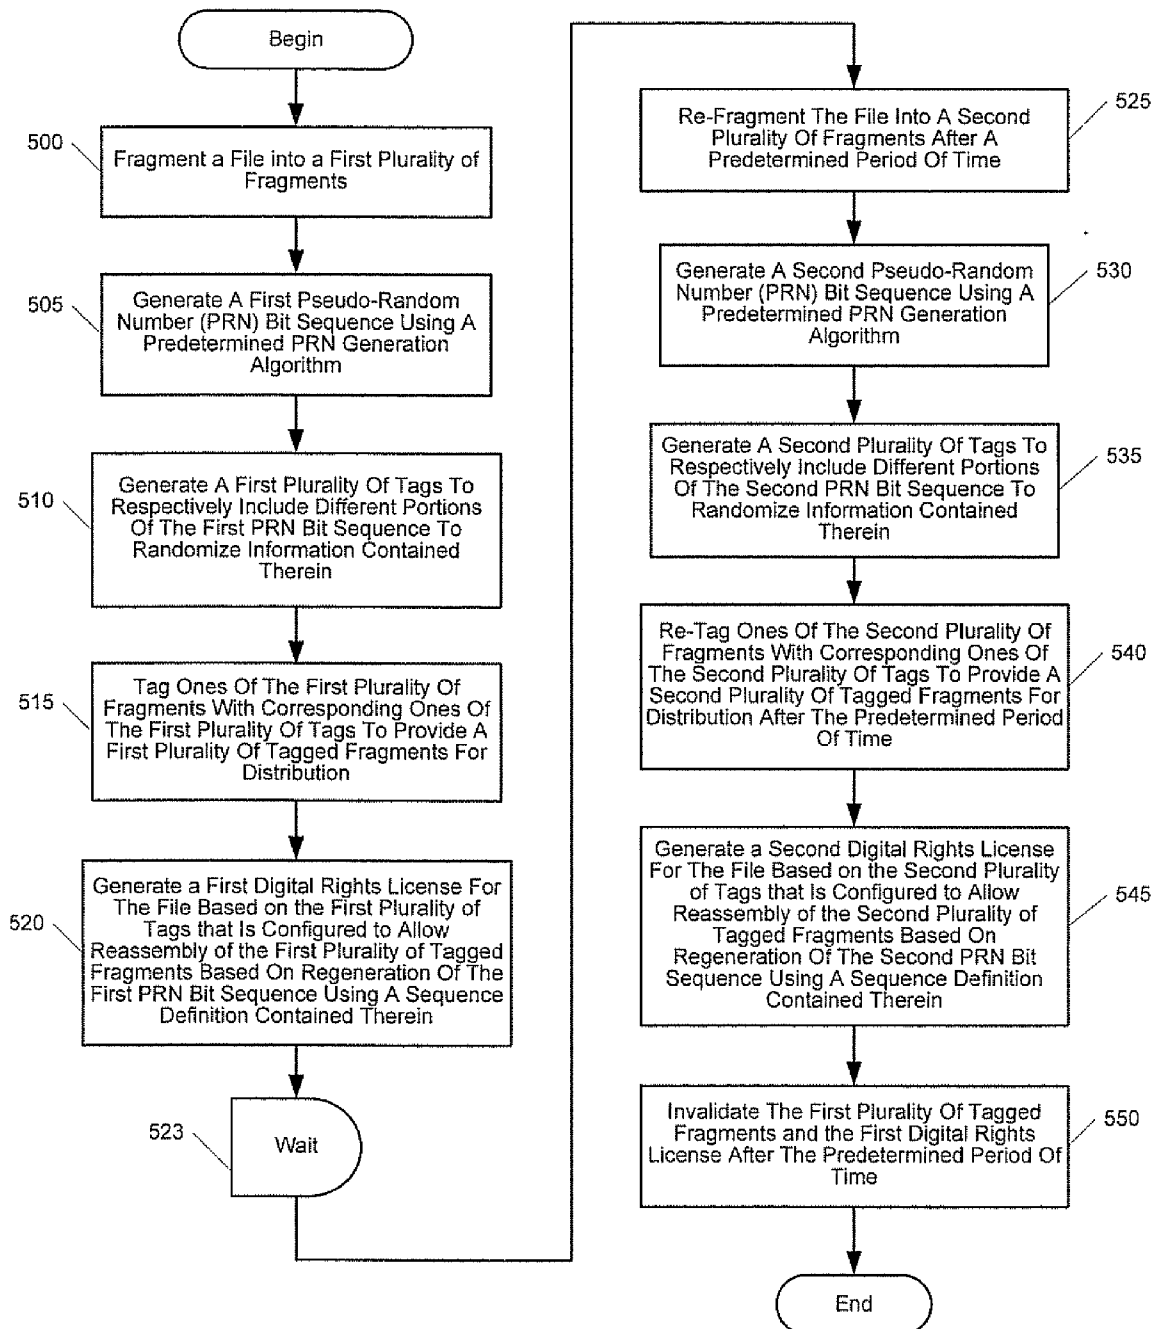 Begin
500
Fragment a File into a First Plurality of
Fragments
505
Generate A First Pseudo-Random
Number (PRN) Bit Sequence Using A
Predetermined PRN Generation
Algorithm
510
Generate A First Plurality Of Tags To
Respectively Include Different Portions
Of The First PRN Bit Sequence To
Randomize Information Contained
Therein
515
Tag Ones Of The First Plurality Of
Fragments With Corresponding Ones Of
The First Plurality Of Tags To Provide A
First Plurality Of Tagged Fragments For
Distribution
520
Generate a First Digital Rights License For
The File Based on the First Plurality of
Tags that Is Configured to Allow
Reassembly of the First Plurality of Tagged
Fragments Based On Regeneration Of The
First PRN Bit Sequence Using A Sequence
Definition Contained Therein
523
Wait
525
Re-Fragment The File Into A Second
Plurality Of Fragments After A
Predetermined Period Of Time
530
Generate A Second Pseudo-Random
Number (PRN) Bit Sequence Using A
Predetermined PRN Generation
Algorithm
535
Generate A Second Plurality Of Tags To
Respectively Include Different Portions
Of The Second PRN Bit Sequence To
Randomize Information Contained
Therein
540
Re-Tag Ones Of The Second Plurality Of
Fragments With Corresponding Ones Of
The Second Plurality Of Tags To Provide A
Second Plurality Of Tagged Fragments For
Distribution After The Predetermined Period
Of Time
545
Generate a Second Digital Rights License
For The File Based on the Second Plurality
of Tags that Is Configured to Allow
Reassembly of the Second Plurality of
Tagged Fragments Based On
Regeneration Of The Second PRN Bit
Sequence Using A Sequence Definition
Contained Therein
550
Invalidate The First Plurality Of Tagged
Fragments and the First Digital Rights
License After The Predetermined Period Of
Time
End